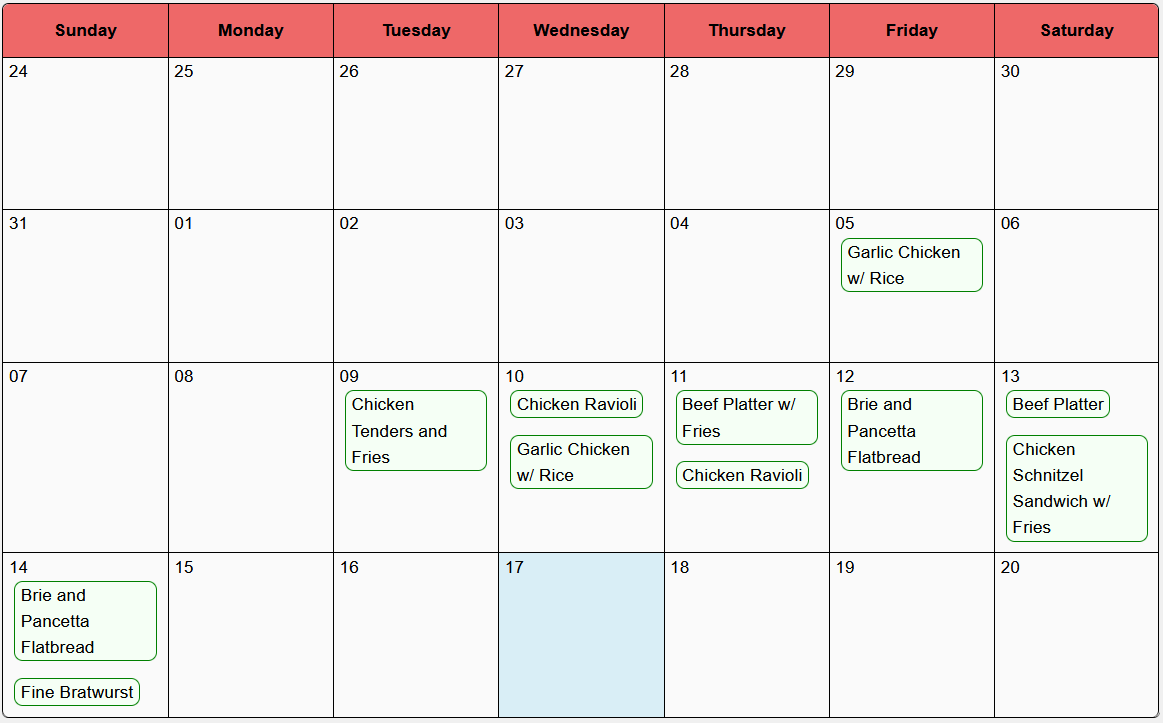 Sunday Monday Tuesday Wednesday Thursday Friday Saturday
24 25 26 27 28 29 30
31 01 02 03 04 05 06
Garlic Chicken
w/ Rice
07 08 09 10 11 12 13
Chicken
Tenders and
Fries
Chicken Ravioli
Garlic Chicken
w/ Rice
Beef Platter w/
Fries
Chicken Ravioli
Brie and
Pancetta
Flatbread
Beef Platter
Chicken
Schnitzel
Sandwich w/
Fries
14 15 16 17 18 19 20
Brie and
Pancetta
Flatbread
Fine Bratwurst